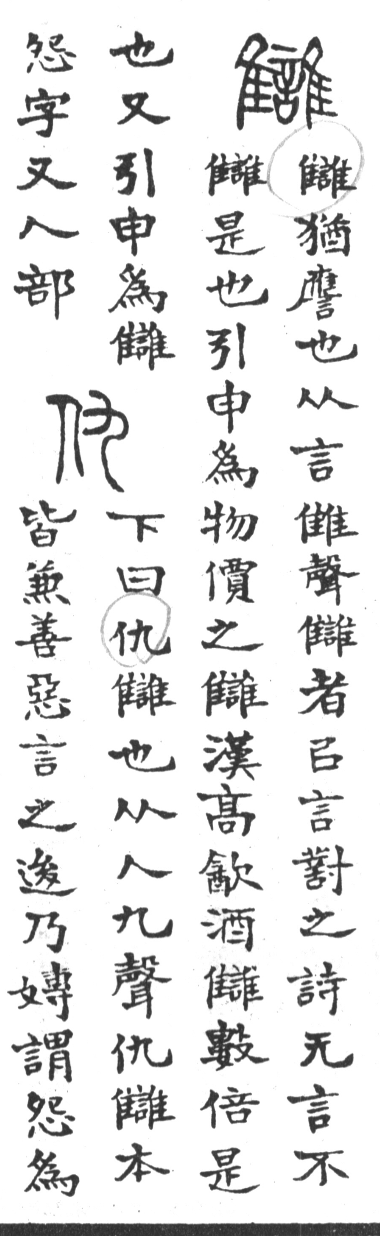 讎
讎猶譍也从言雔聲讎者㠯言對之詩无言不
讎是也引申爲物價之讎漢高㱃酒讎數倍是
也又引申爲讎
怨字又人部
仇
下曰仇讎也从人九聲仇讎本
皆兼善惡言之𨒥乃嫥謂怨爲